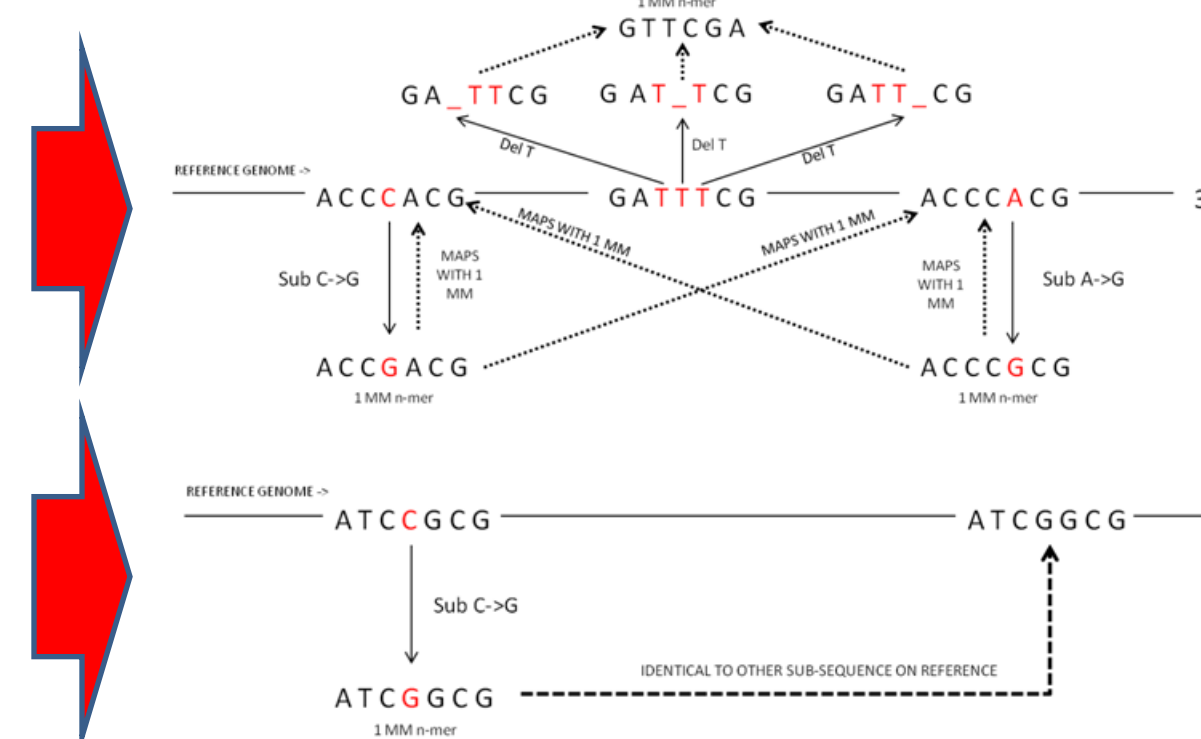 1 MM n-mer
GTTCGA
GA_TTCG GAT_TCG GATT_CG
Del T Del T Del T
REFERENCE GENOME ->
ACCCACG GATTTCG ACCCACG
MAPS WITH 1 MM MAPS WITH 1 MM
Sub C->G
MAPS
WITH 1
MM
MAPS
WITH 1
MM
Sub A->G
ACCGACG ACCCGCG
1 MM n-mer 1 MM n-mer
REFERENCE GENOME ->
ATCCGCG ATCGGCG
Sub C->G
IDENTICAL TO OTHER SUB-SEQUENCE ON REFERENCE
ATCGGCG
1 MM n-mer